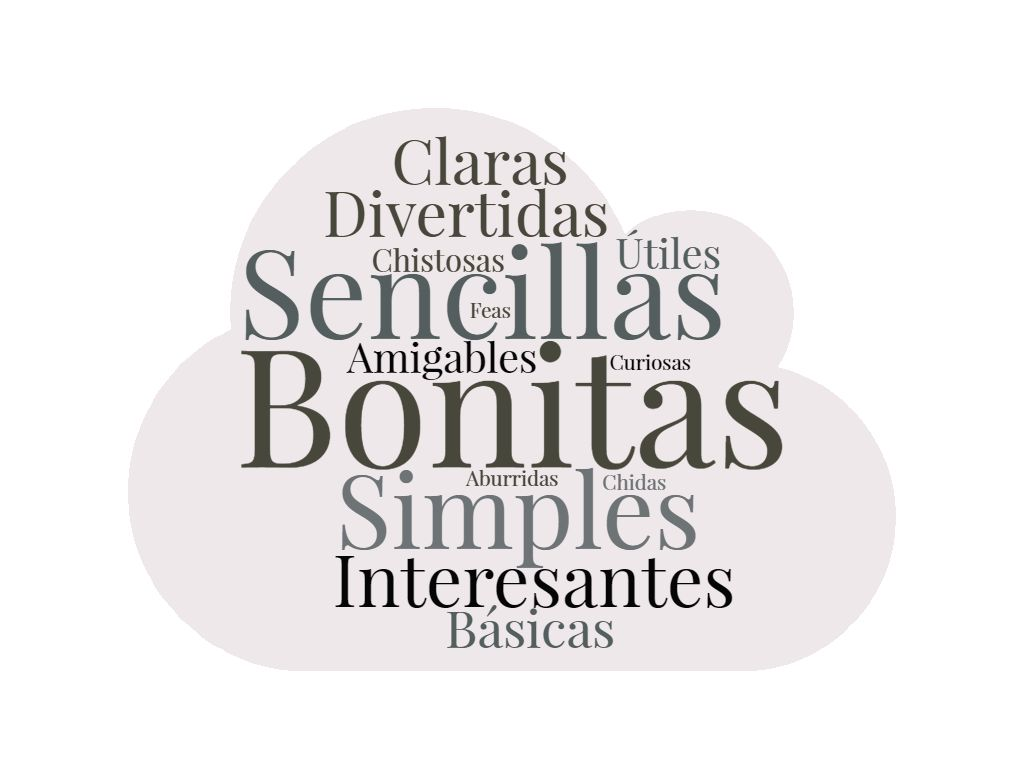 Claras
Divertidas
Chistosas
Útiles
Sencillas
Feas
Amigables
Curiosas
Bonitas
Aburridas
Chidas
Simples
Interesantes
Básicas